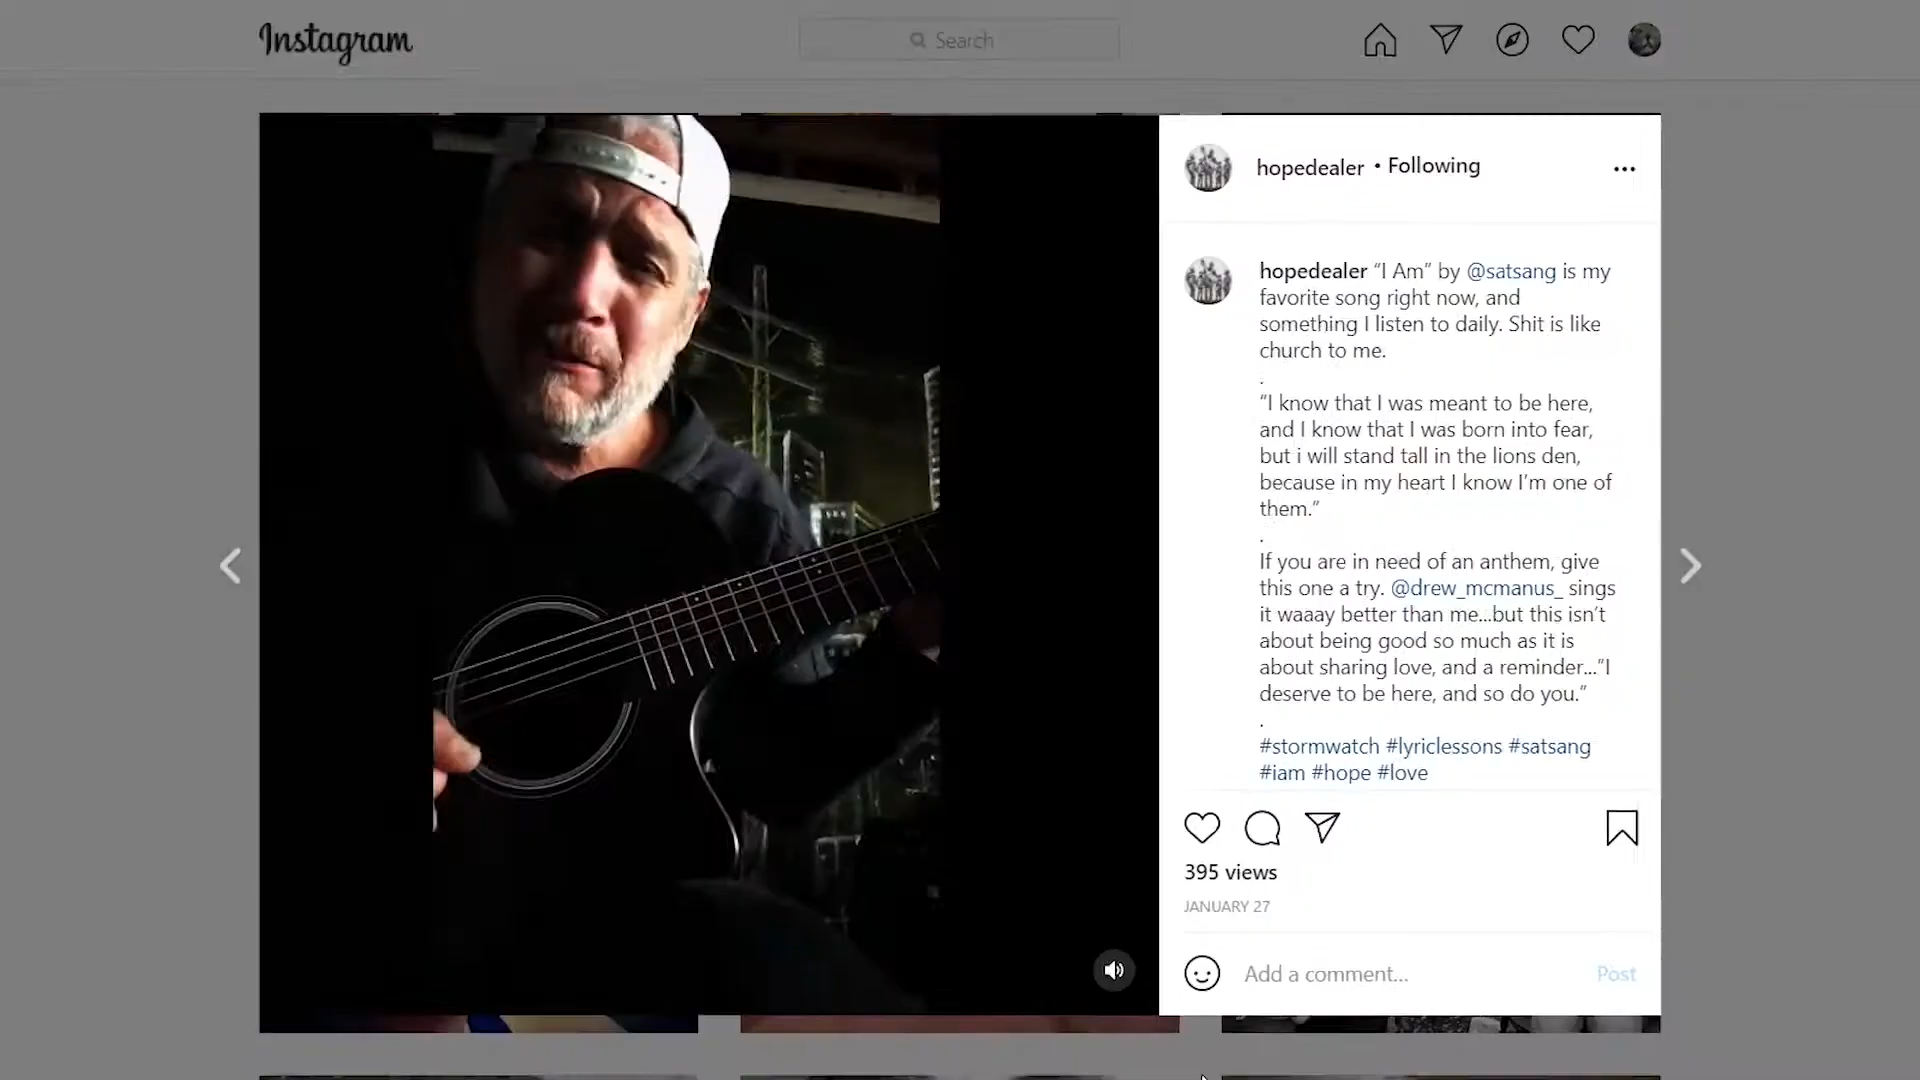 Instagram
Search
hopedealer • Following
hopedealer “I Am” by @satsang is my
favorite song right now, and
something I listen to daily. Shit is like
church to me.
.
“I know that I was meant to be here,
and I know that I was born into fear,
but i will stand tall in the lions den,
because in my heart I know I’m one of
them.”
.
If you are in need of an anthem, give
this one a try. @drew_mcmanus_ sings
it waaay better than me...but this isn’t
about being good so much as it is
about sharing love, and a reminder...”I
deserve to be here, and so do you.”
.
#stormwatch #lyriclessons #satsang
#iam #hope #love
395 views
JANUARY 27
Add a comment...
Post